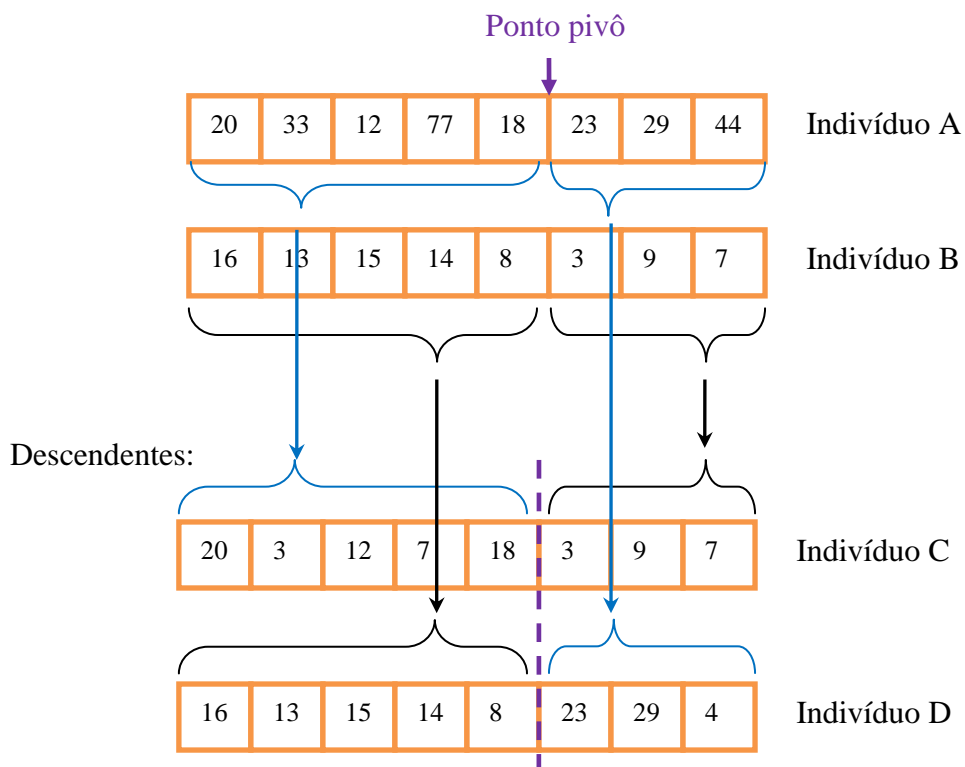 Ponto pivô
20 33 12 77 18 23 29 44 Indivíduo A
16 13 15 14 8 3 9 7 Indivíduo B
Descendentes:
20 3 12 7 18 3 9 7 Indivíduo C
16 13 15 14 8 23 29 4 Indivíduo D